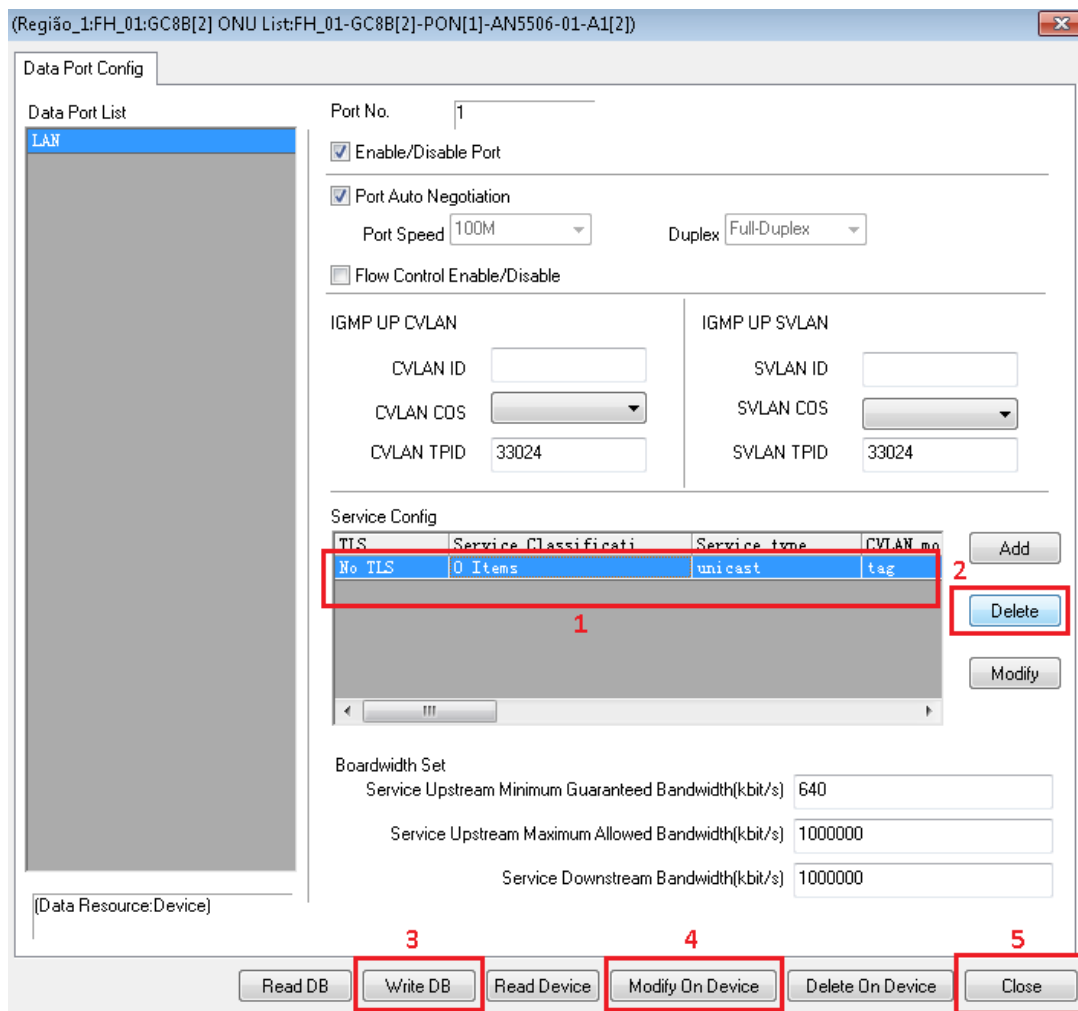 (Região_1:FH_01:GC8B[2] ONU List:FH_01-GC8B[2]-PON[1]-AN5506-01-A1[2])
Data Port Config
Data Port List
LAN
Port No. 1
Enable/Disable Port
Port Auto Negotiation
Port Speed 100M Duplex Full-Duplex
Flow Control Enable/Disable
IGMP UP CVLAN IGMP UP SVLAN
CVLAN ID SVLAN ID
CVLAN COS SVLAN COS
CVLAN TPID 33024 SVLAN TPID 33024
Service Config
TLS Service Classificati Service type CVLAN mo
No TLS 0 Items unicast tag
Add
2
Delete
1
Modify
Boardwidth Set
Service Upstream Minimum Guaranteed Bandwidth(kbit/s) 640
Service Upstream Maximum Allowed Bandwidth(kbit/s) 1000000
Service Downstream Bandwidth(kbit/s) 1000000
(Data Resource:Device)
3 4 5
Read DB Write DB Read Device Modify On Device Delete On Device Close